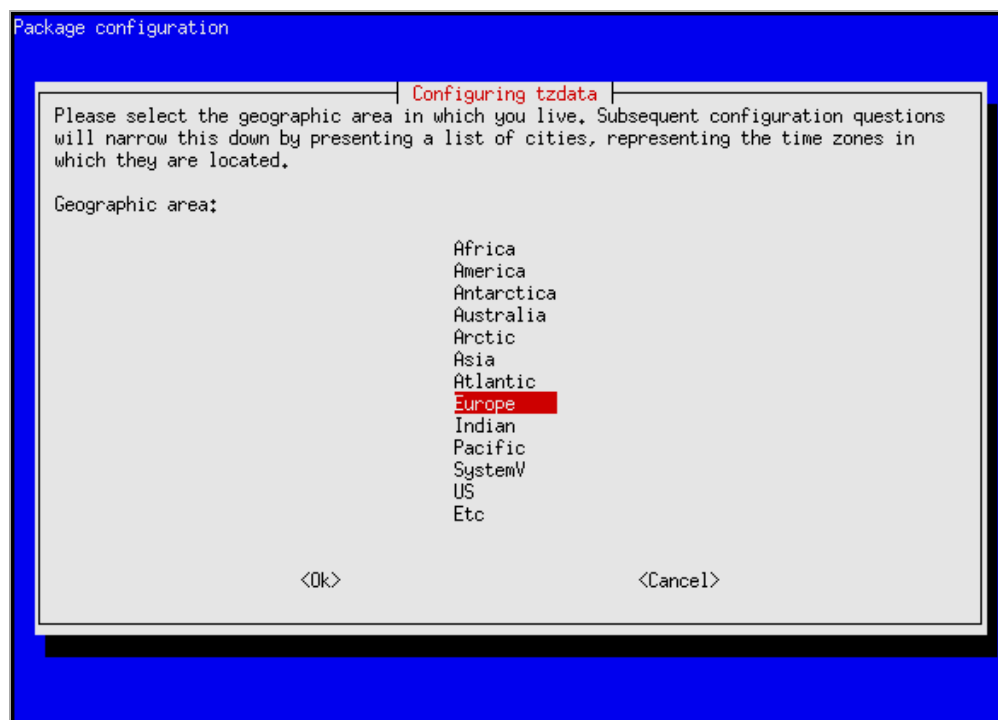 Package configuration
Configuring tzdata
Please select the geographic area in which you live. Subsequent configuration questions
will narrow this down by presenting a list of cities, representing the time zones in
which they are located.
Geographic area:
Africa
America
Antarctica
Australia
Arctic
Asia
Atlantic
Europe
Indian
Pacific
SystemV
US
Etc
<Ok> <Cancel>